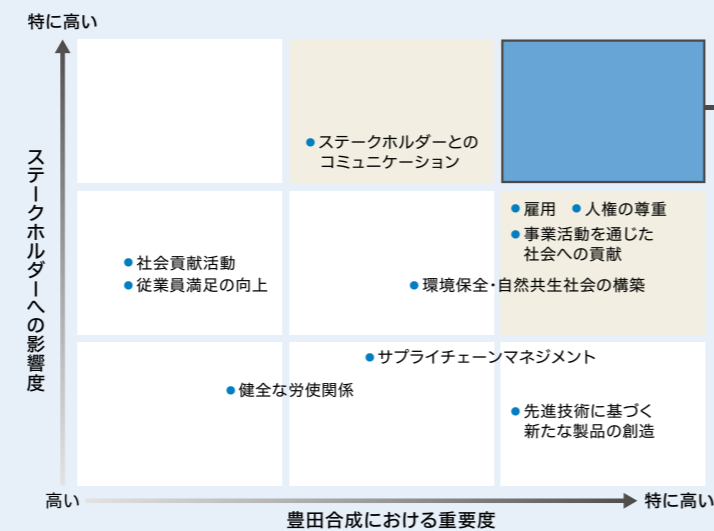 特に高い
ステークホルダーへの影響度
●ステークホルダーとの
コミュニケーション
●雇用 ●人権の尊重
●事業活動を通じた
社会への貢献
●社会貢献活動
●従業員満足の向上
●環境保全・自然共生社会の構築
●サプライチェーンマネジメント
●健全な労使関係
●先進技術に基づく
新たな製品の創造
高い
特に高い
豊田合成における重要度